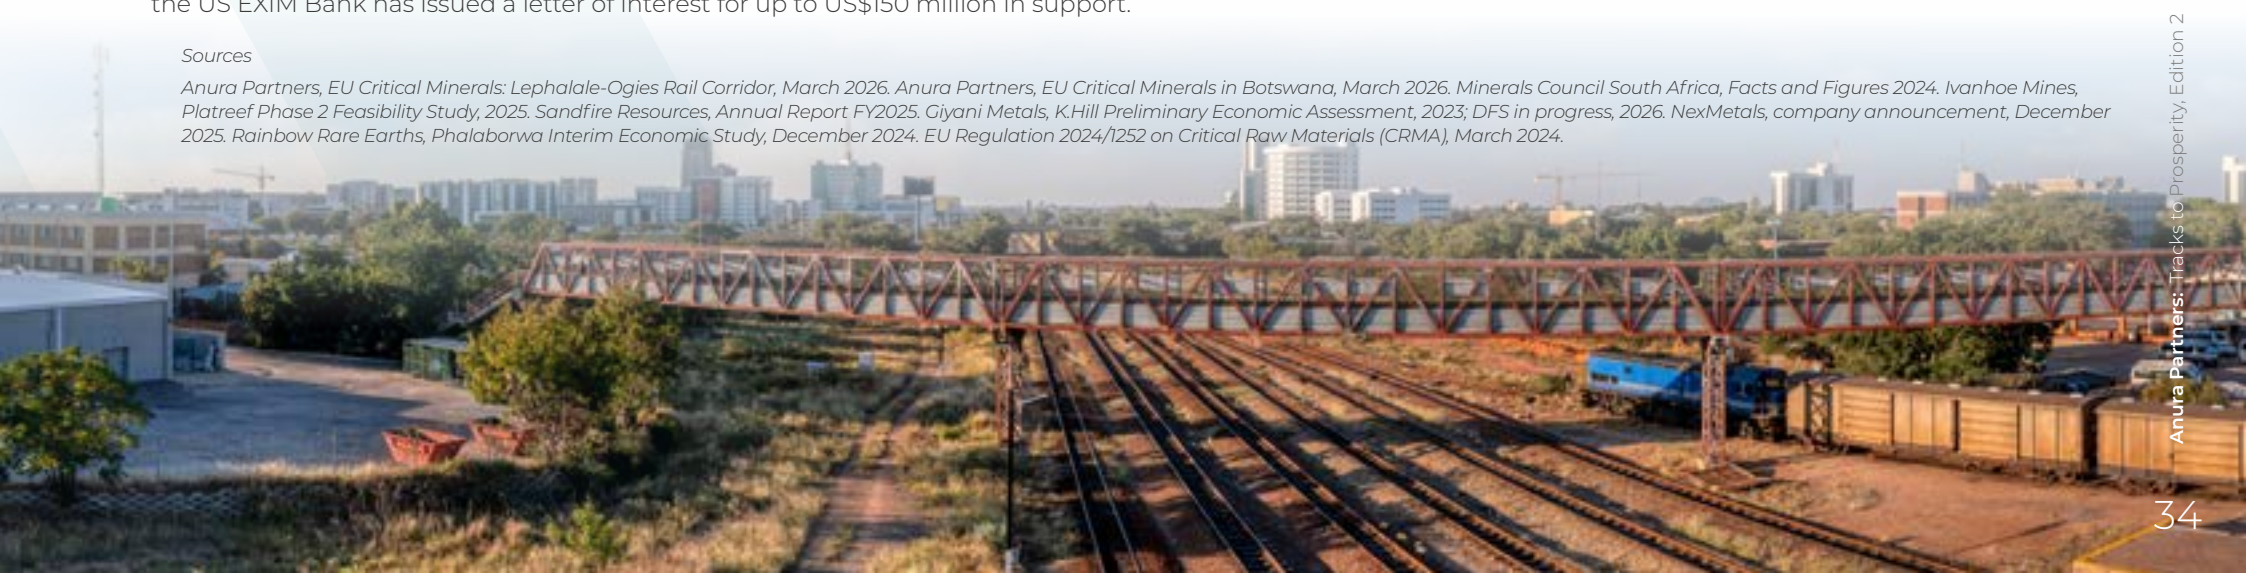 the US EXIM Bank has issued a letter of interest for up to US$150 million in support.
Sources
Anura Partners, EU Critical Minerals: Lephalale-Ogies Rail Corridor, March 2026. Anura Partners, EU Critical Minerals in Botswana, March 2026. Minerals Council South Africa, Facts and Figures 2024. Ivanhoe Mines,
Platreef Phase 2 Feasibility Study, 2025. Sandfire Resources, Annual Report FY2025. Giyani Metals, K.Hill Preliminary Economic Assessment, 2023; DFS in progress, 2026. NexMetals, company announcement, December
2025. Rainbow Rare Earths, Phalaborwa Interim Economic Study, December 2024. EU Regulation 2024/1252 on Critical Raw Materials (CRMA), March 2024.
Anura Partners: Tracks to Prosperity, Edition 2
34